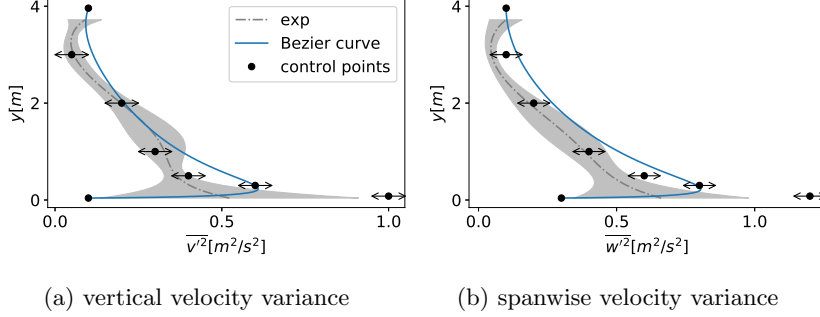 4
2
0
y[m]
exp
Bezier curve
control points
0.0
0.5
1.0
v′²[m²/s²]
(a) vertical velocity variance
4
2
0
y[m]
0.0
0.5
1.0
w′²[m²/s²]
(b) spanwise velocity variance